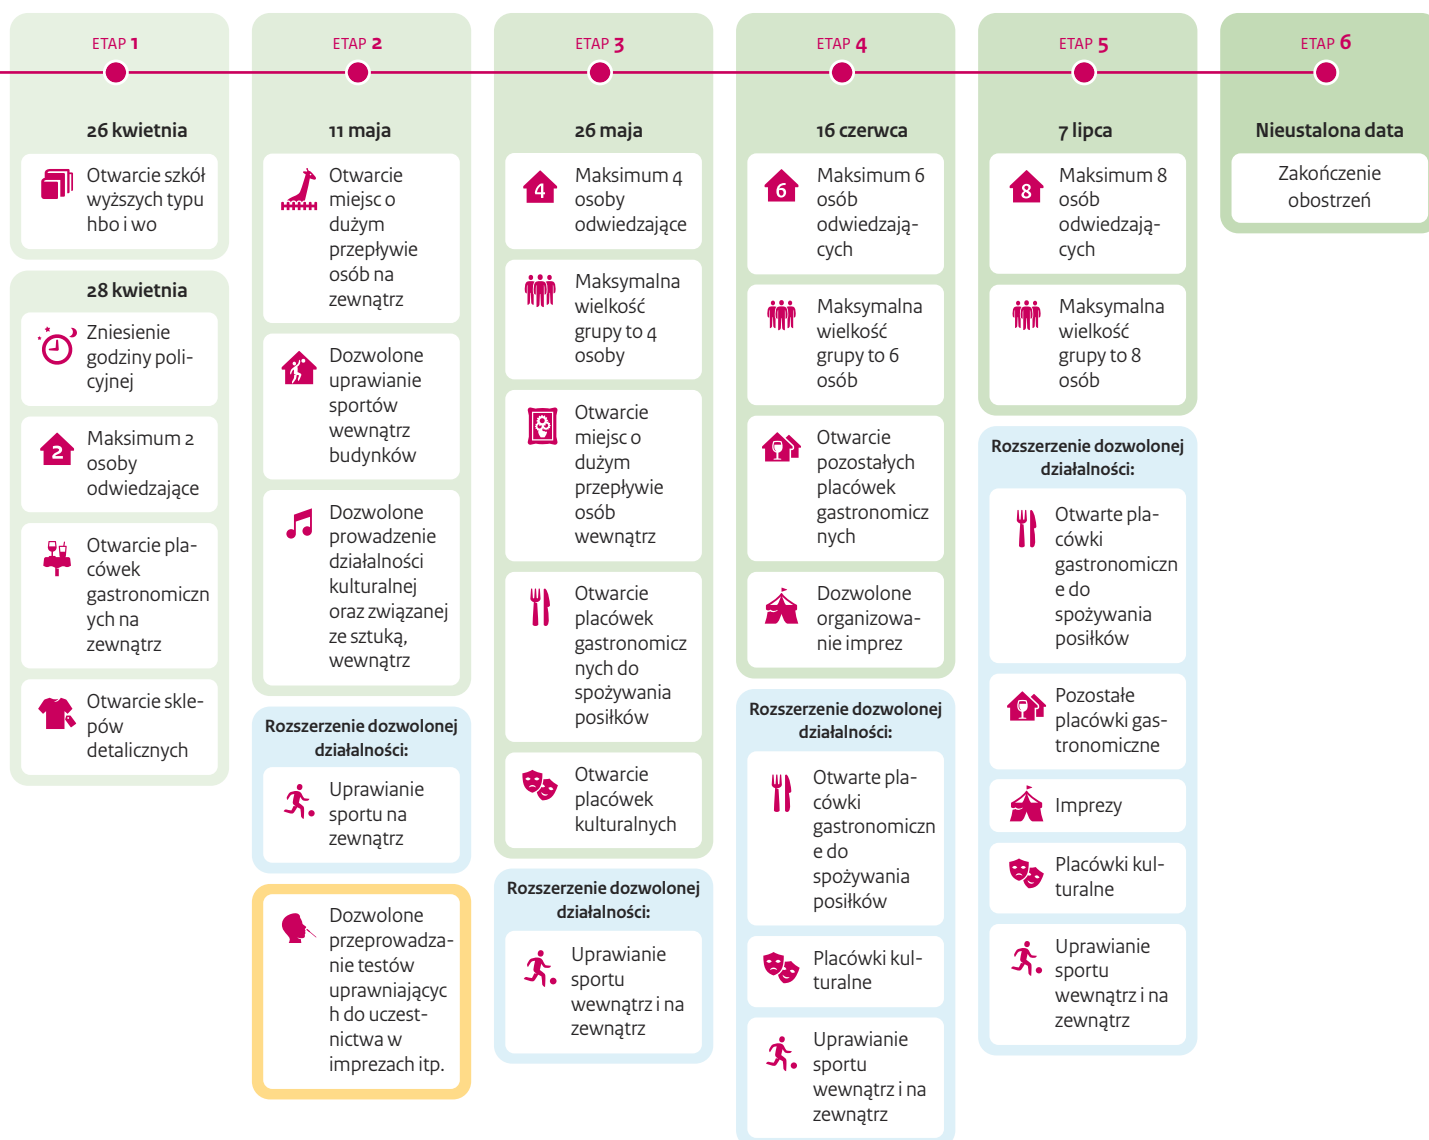 ETAP 1
26 kwietnia
Otwarcie szkół
wyższych typu
hbo i wo
28 kwietnia
Zniesienie
godziny poli-
cyjnej
2
Maksimum 2
osoby
odwiedzające
Otwarcie pla-
cówek
gastronomiczn
ych na
zewnątrz
Otwarcie skle-
pów
detalicznych
ETAP 2
11 maja
Otwarcie
miejsc o
dużym
przepływie
osób na
zewnątrz
Dozwolone
uprawianie
sportów
wewnątrz
budynków
Dozwolone
prowadzenie
działalności
kulturalnej
oraz związanej
ze sztuką,
wewnątrz
Rozszerzenie dozwolonej
działalności:
Uprawianie
sportu na
zewnątrz
Dozwolone
przeprowadza-
nie testów
uprawniającyc
h do uczest-
nictwa w
imprezach itp.
ETAP 3
26 maja
4
Maksimum 4
osoby
odwiedzające
Maksymalna
wielkość
grupy to 4
osoby
Otwarcie
miejsc o
dużym
przepływie
osób
wewnątrz
Otwarcie
placówek
gastronomicz
nych do
spożywania
posiłków
Otwarcie
placówek
kulturalnych
Rozszerzenie dozwolonej
działalności:
Uprawianie
sportu
wewnątrz i na
zewnątrz
ETAP 4
16 czerwca
6
Maksimum 6
osób
odwiedzają-
cych
Maksymalna
wielkość
grupy to 6
osób
Otwarcie
pozostałych
placówek
gastronomicz
nych
Dozwolone
organizowa-
nie imprez
Rozszerzenie dozwolonej
działalności:
Otwarte pla-
cówki
gastronomiczn
e do
spożywania
posiłków
Placówki kul-
turalne
Uprawianie
sportu
wewnątrz i na
zewnątrz
ETAP 5
7 lipca
8
Maksimum 8
osób
odwiedzają-
cych
Maksymalna
wielkość
grupy to 8
osób
Rozszerzenie dozwolonej
działalności:
Otwarte pla-
cówki
gastronomiczn
e do
spożywania
posiłków
Pozostałe
placówki gas-
tronomiczne
Imprezy
Placówki kul-
turalne
Uprawianie
sportu
wewnątrz i na
zewnątrz
ETAP 6
Nieustalona data
Zakończenie
obostrzeń